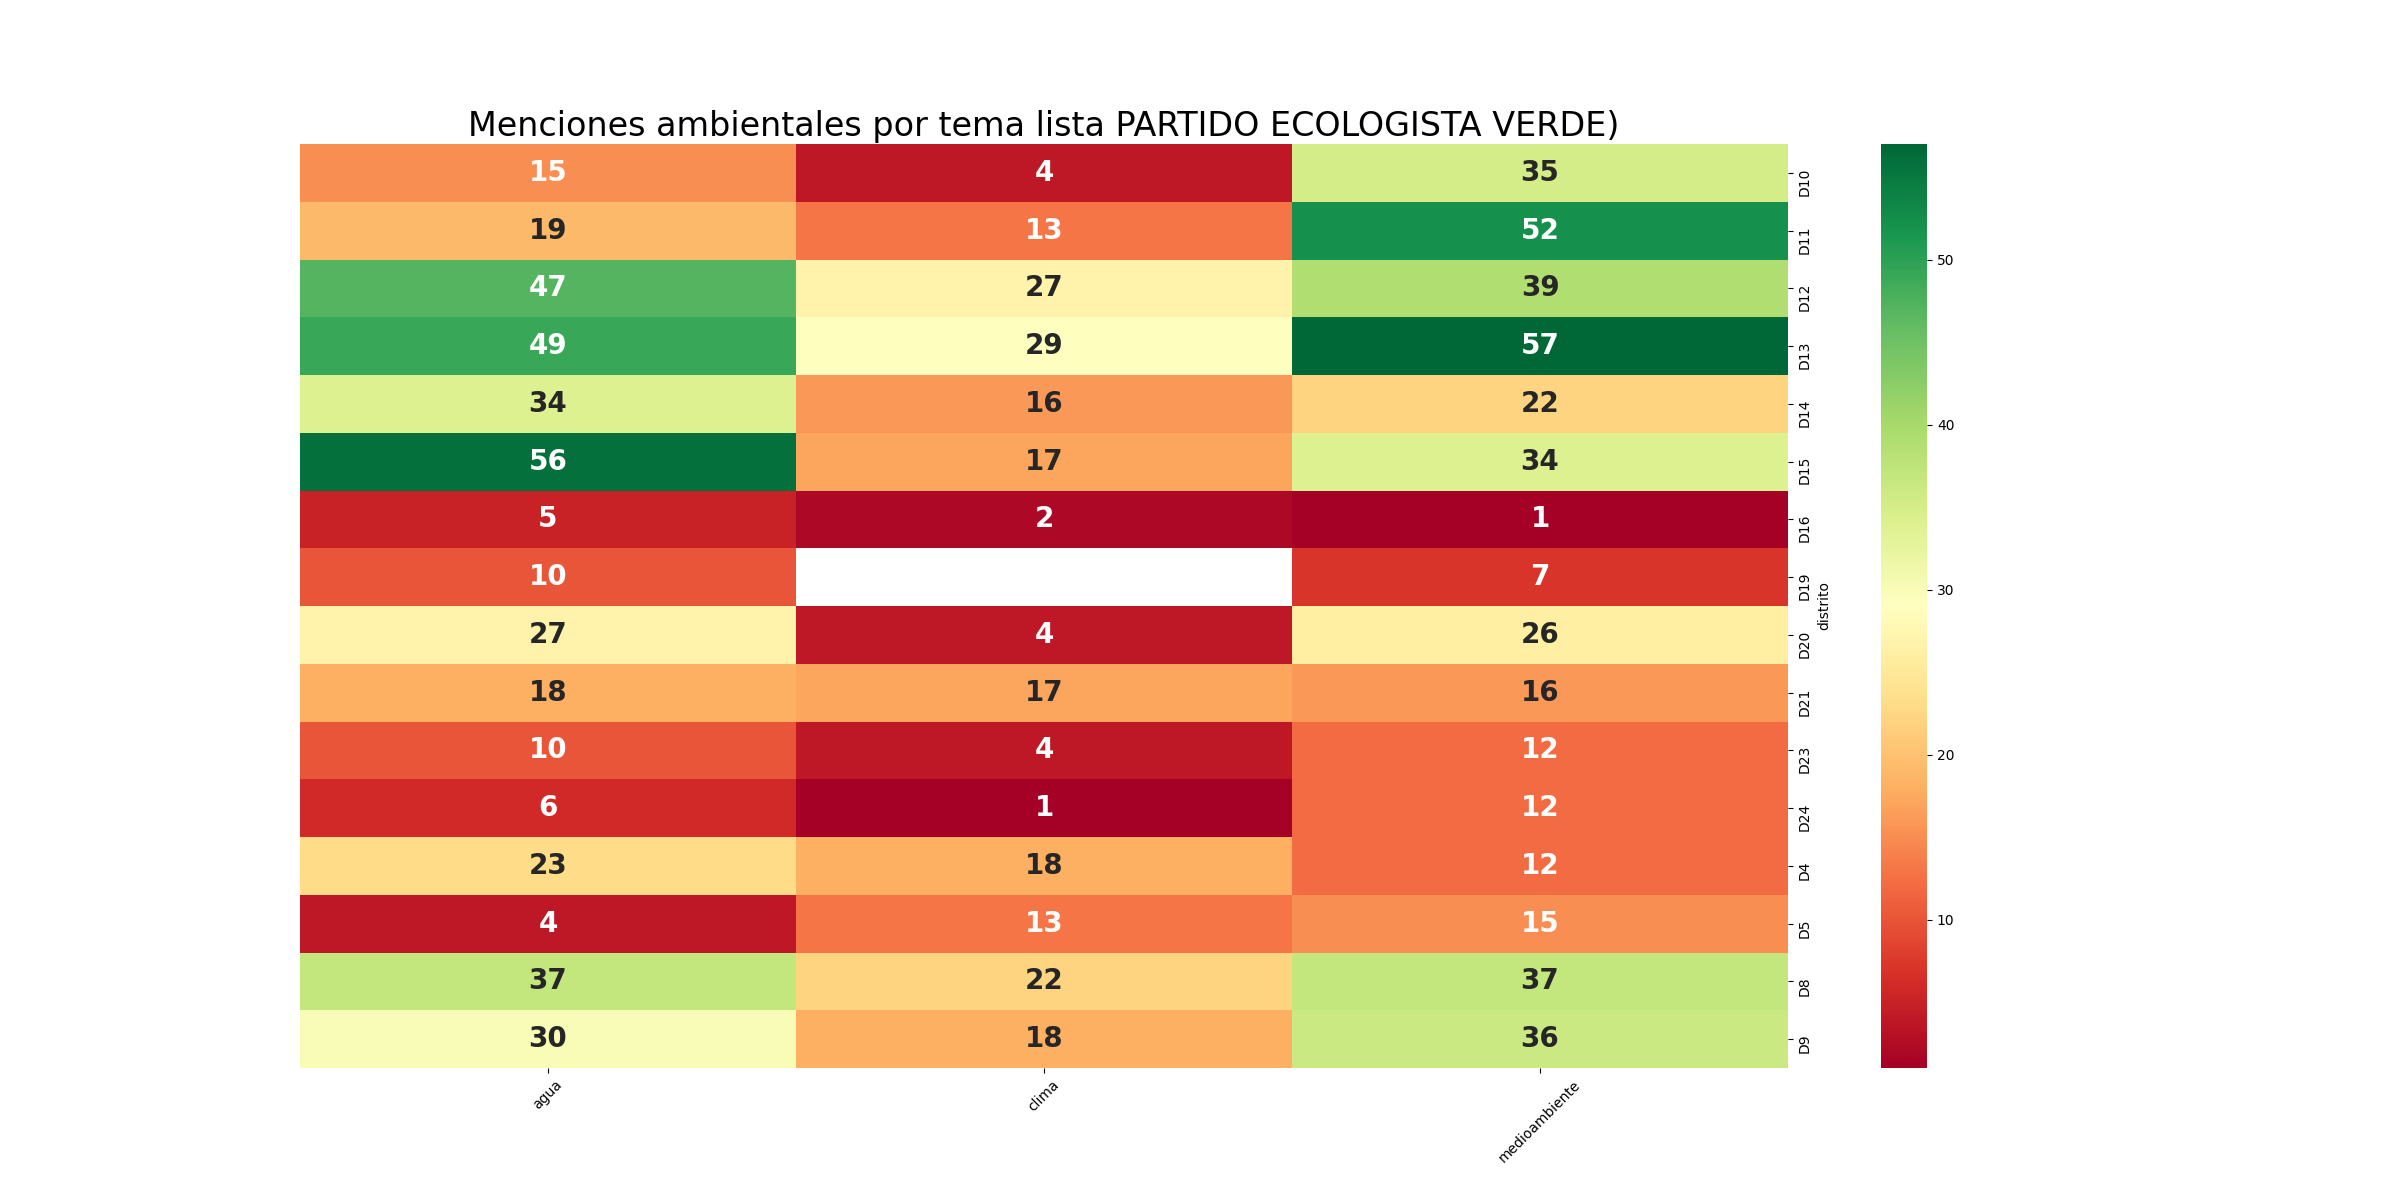 Menciones ambientales por tema lista PARTIDO ECOLOGISTA VERDE)
15 4 35 D10
19 13 52 D11
47 27 39 D12
49 29 57 D13
34 16 22 D14
56 17 34 D15
5 2 1 D16
10 7 D19
27 4 26 D20
18 17 16 D21
10 4 12 D23
6 1 12 D24
23 18 12 D4
4 13 15 D5
37 22 37 D8
30 18 36 D9
distrito
agua clima medioambiente
50
40
30
20
10